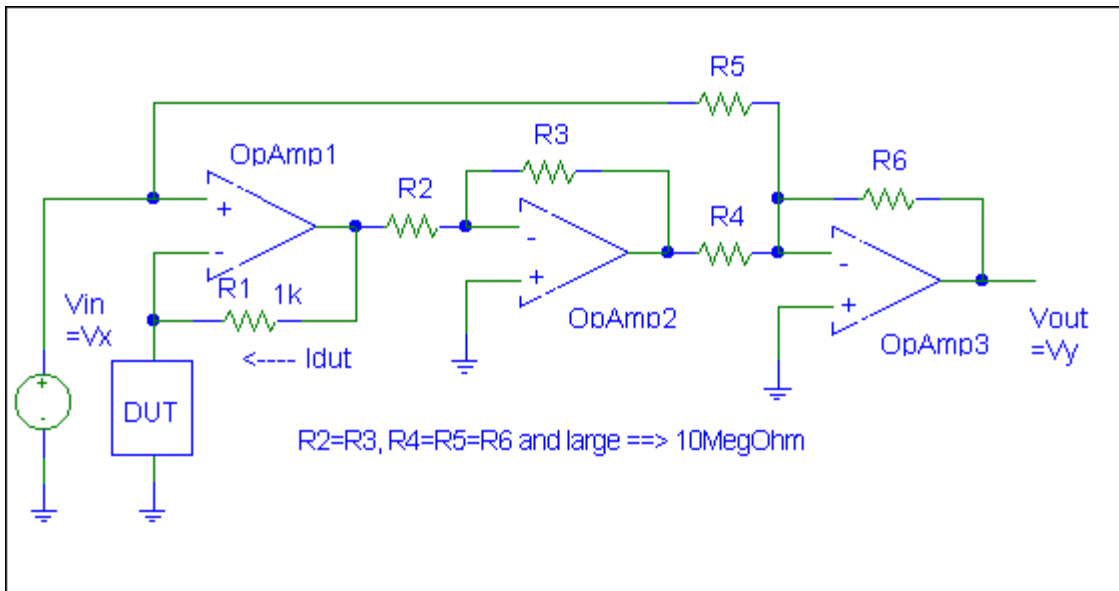 R5
R3
OpAmp1
R6
R2
+
-
R4
-
+
-
+
R1 1k
Vin
=Vx
OpAmp2
OpAmp3
Vout
=Vy
<---- Idut
+
-
DUT
R2=R3, R4=R5=R6 and large ==> 10MegOhm